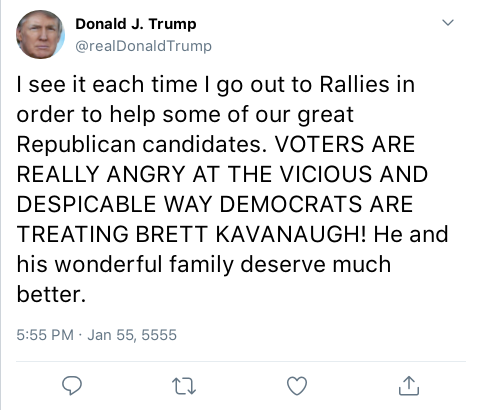 Donald J. Trump
@realDonaldTrump
I see it each time I go out to Rallies in
order to help some of our great
Republican candidates. VOTERS ARE
REALLY ANGRY AT THE VICIOUS AND
DESPICABLE WAY DEMOCRATS ARE
TREATING BRETT KAVANAUGH! He and
his wonderful family deserve much
better.
5:55 PM · Jan 55, 5555